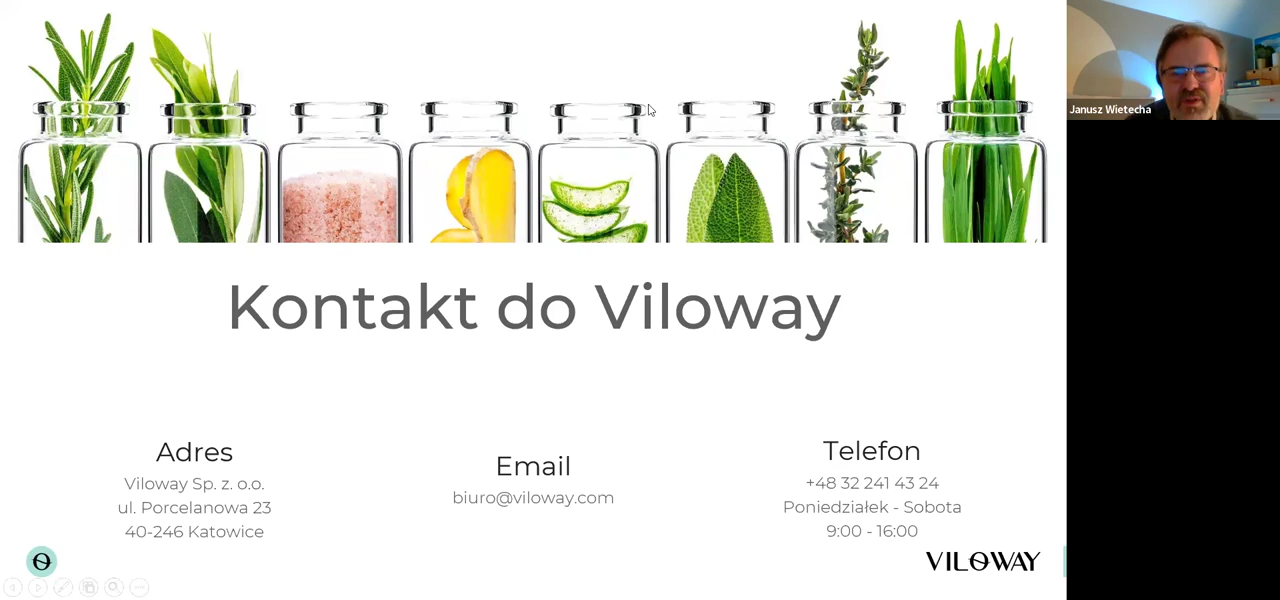 Janusz Wietecha
Kontakt do Viloway
Adres
Viloway Sp. z. o.o.
ul. Porcelanowa 23
40-246 Katowice
Email
biuro@viloway.com
Telefon
+48 32 241 43 24
Poniedziałek - Sobota
9:00 - 16:00
VILOWAY